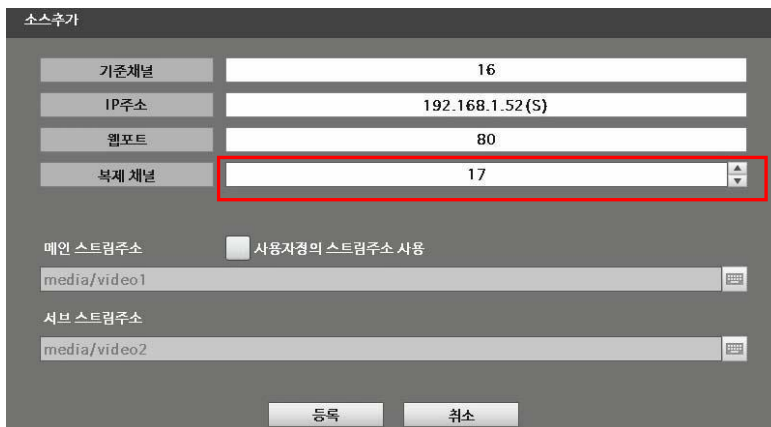 소스추가
기준채널 16
IP주소 192.168.1.52(S)
웹포트 80
복제 채널 17
메인 스트림주소 사용자정의 스트림주소 사용
media/video1
서브 스트림주소
media/video2
등록 취소